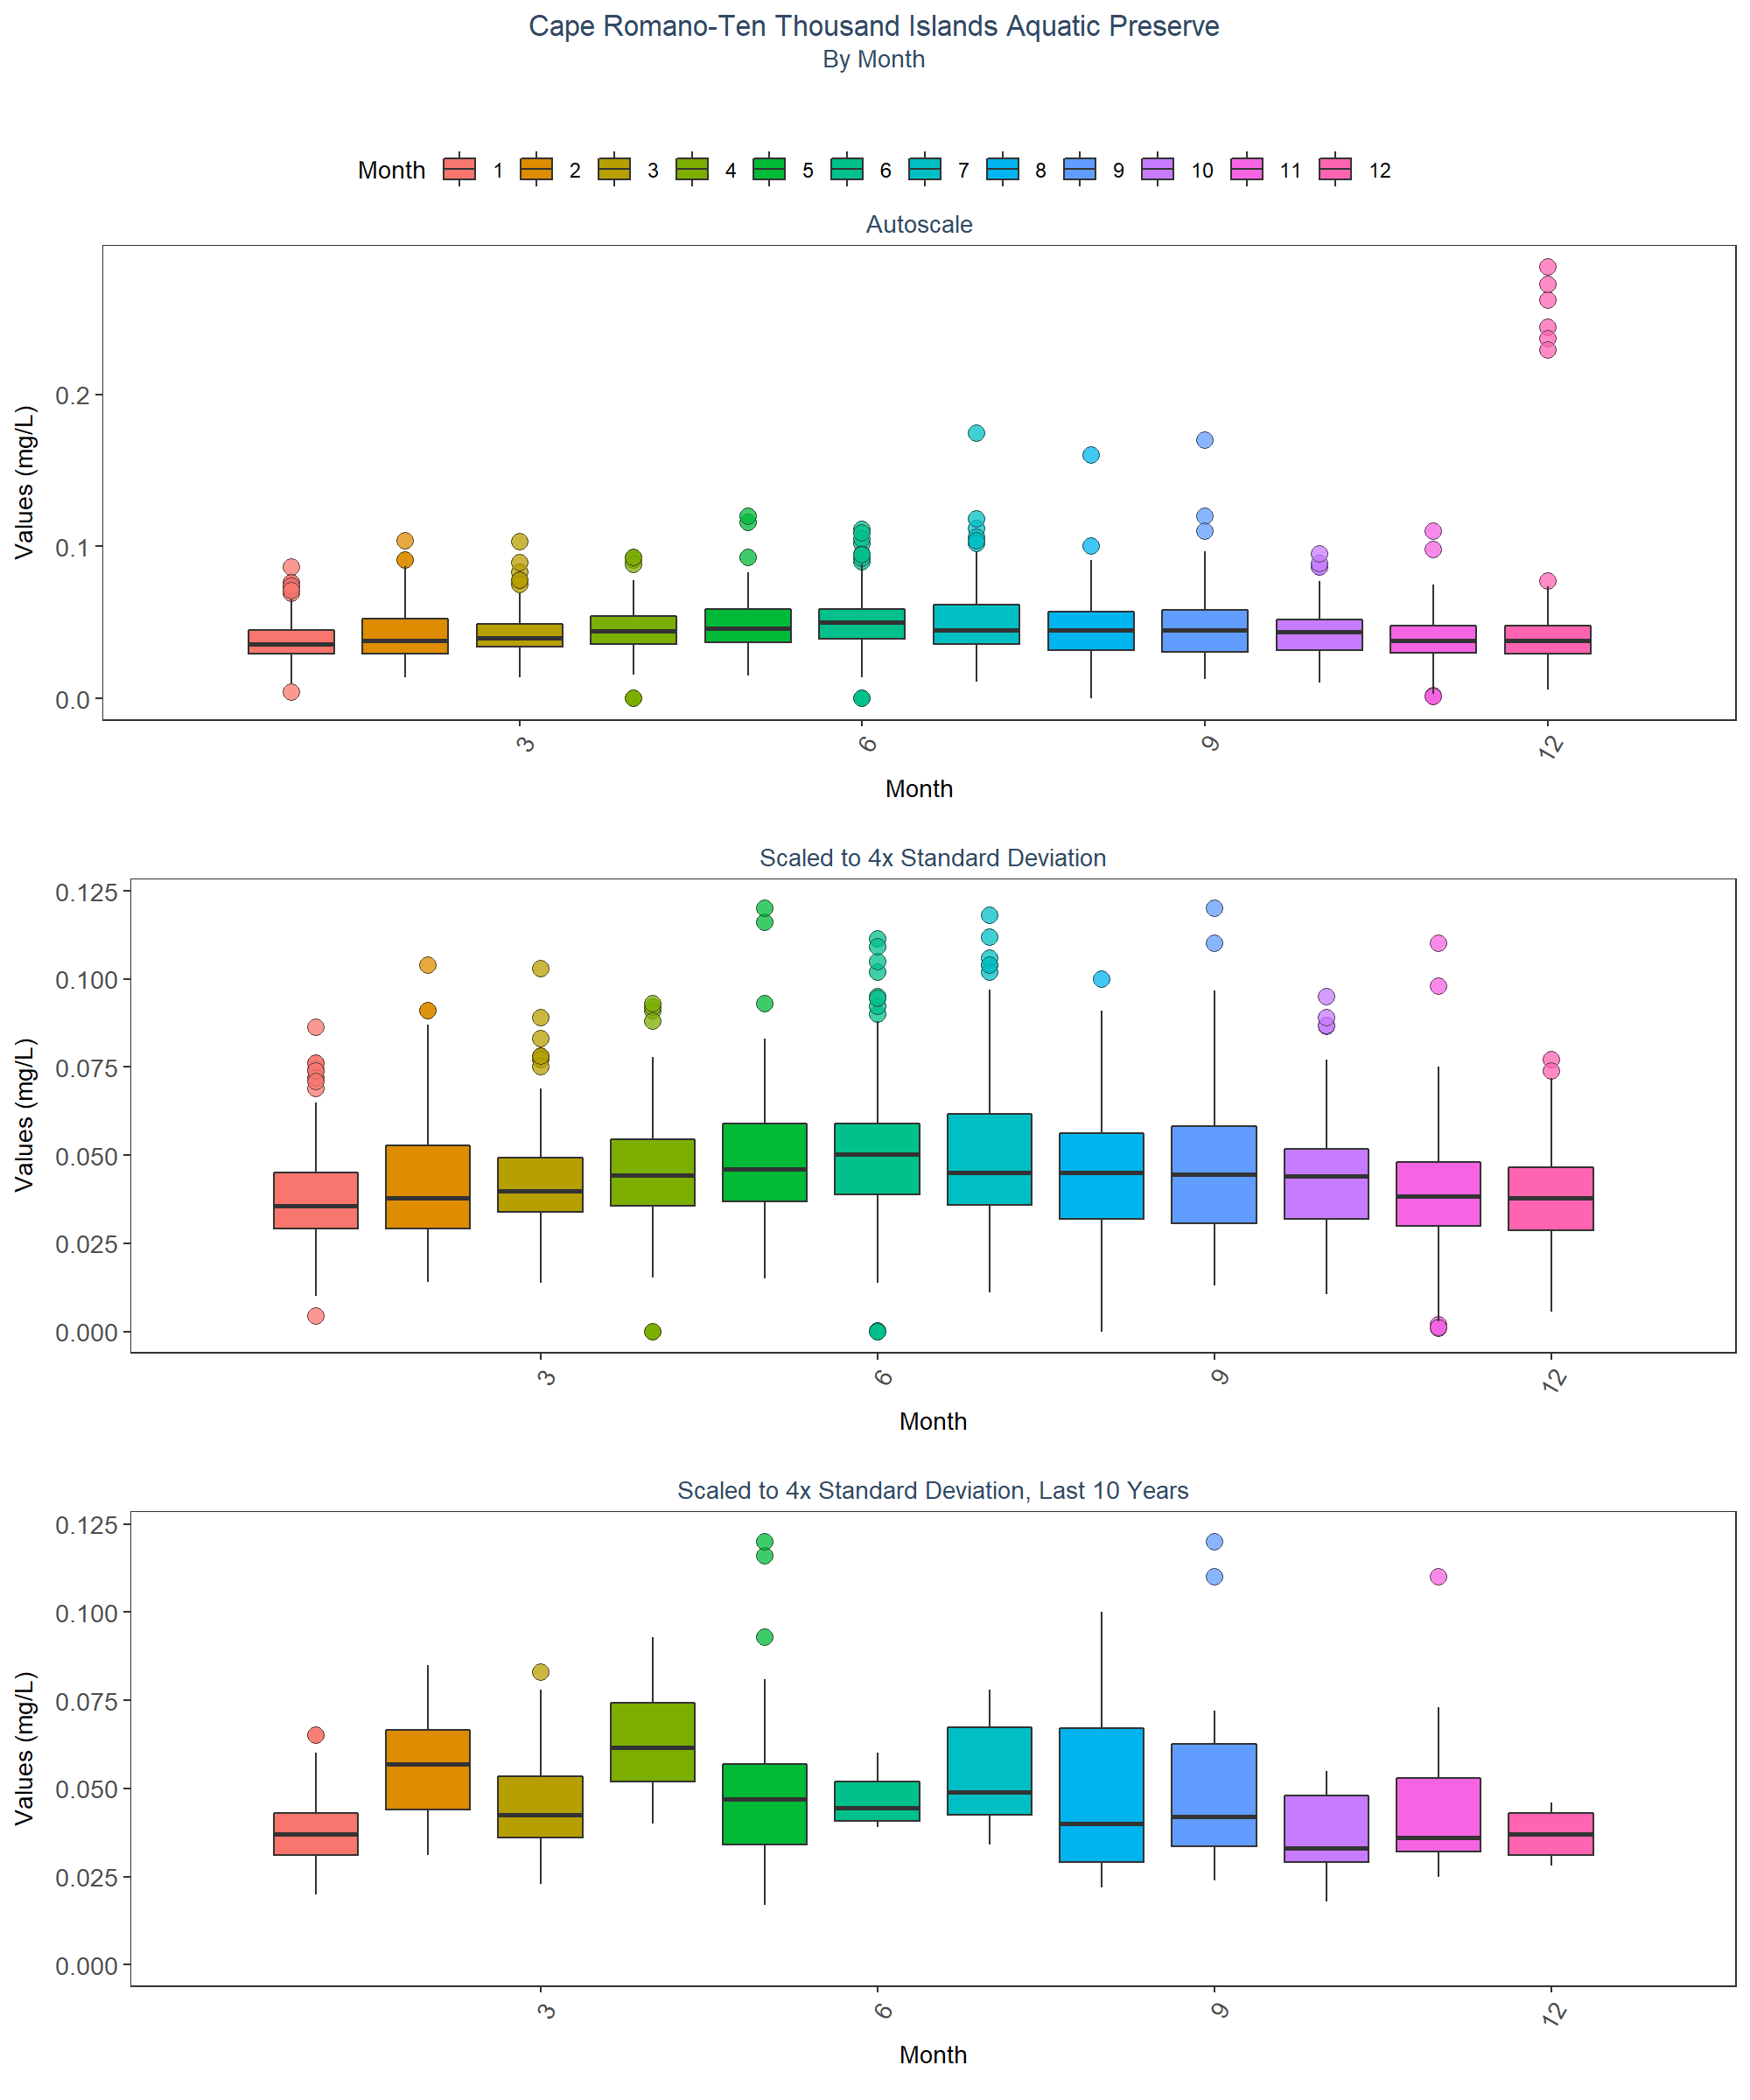 Cape Romano-Ten Thousand Islands Aquatic Preserve
By Month
Month 1 2 3 4 5 6 7 8 9 10 11 12
Autoscale
Values (mg/L)
0.2
0.1
0.0
3 6 9 12
Month
Scaled to 4x Standard Deviation
Values (mg/L)
0.125
0.100
0.075
0.050
0.025
0.000
3 6 9 12
Month
Scaled to 4x Standard Deviation, Last 10 Years
Values (mg/L)
0.125
0.100
0.075
0.050
0.025
0.000
3 6 9 12
Month